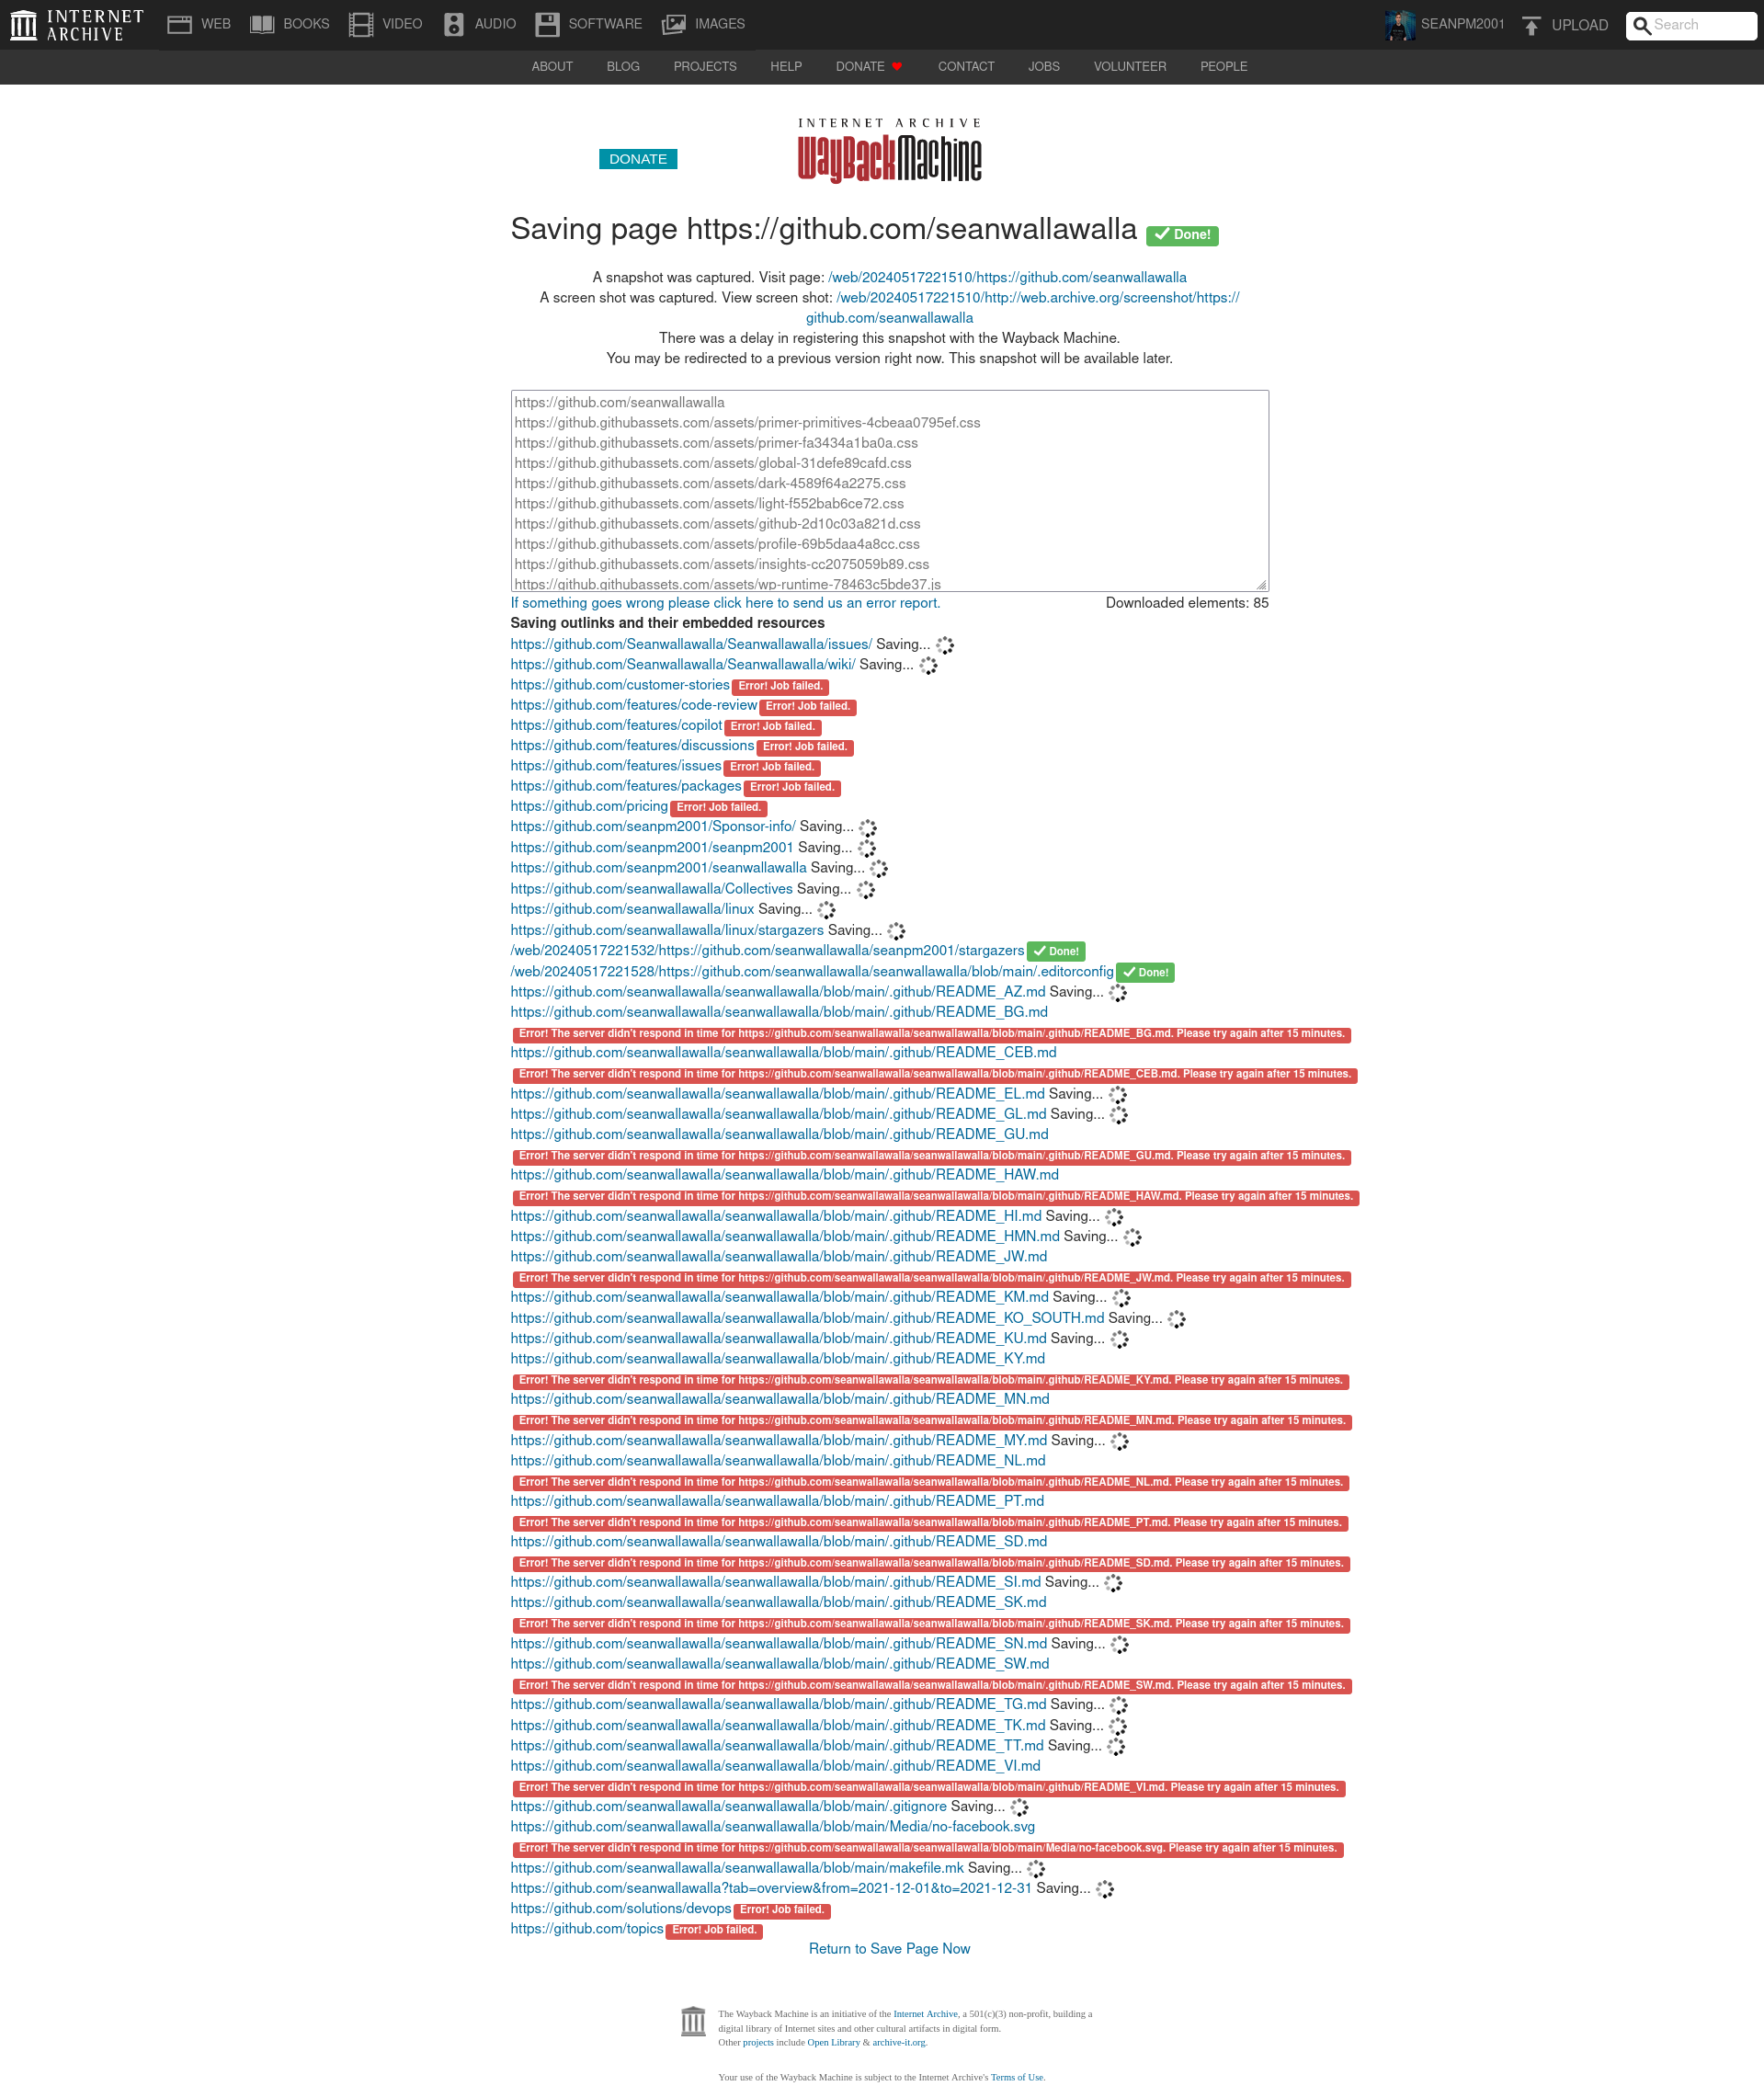 INTERNET ARCHIVE
WEB BOOKS VIDEO AUDIO SOFTWARE IMAGES SEANPM2001 UPLOAD Search
ABOUT BLOG PROJECTS HELP DONATE CONTACT JOBS VOLUNTEER PEOPLE
INTERNET ARCHIVE
WayBackMachine
DONATE
Saving page https://github.com/seanwallawalla Done!
A snapshot was captured. Visit page: /web/20240517221510/https://github.com/seanwallawalla
A screen shot was captured. View screen shot: /web/20240517221510/http://web.archive.org/screenshot/https://
github.com/seanwallawalla
There was a delay in registering this snapshot with the Wayback Machine.
You may be redirected to a previous version right now. This snapshot will be available later.
https://github.com/seanwallawalla
https://github.githubassets.com/assets/primer-primitives-4cbeaa0795ef.css
https://github.githubassets.com/assets/primer-fa3434a1ba0a.css
https://github.githubassets.com/assets/global-31defe89cafd.css
https://github.githubassets.com/assets/dark-4589f64a2275.css
https://github.githubassets.com/assets/light-f552bab6ce72.css
https://github.githubassets.com/assets/github-2d10c03a821d.css
https://github.githubassets.com/assets/profile-69b5daa4a8cc.css
https://github.githubassets.com/assets/insights-cc2075059b89.css
https://github.githubassets.com/assets/wp-runtime-78463c5bde37.js
If something goes wrong please click here to send us an error report. Downloaded elements: 85
Saving outlinks and their embedded resources
https://github.com/Seanwallawalla/Seanwallawalla/issues/ Saving...
https://github.com/Seanwallawalla/Seanwallawalla/wiki/ Saving...
https://github.com/customer-stories Error! Job failed.
https://github.com/features/code-review Error! Job failed.
https://github.com/features/copilot Error! Job failed.
https://github.com/features/discussions Error! Job failed.
https://github.com/features/issues Error! Job failed.
https://github.com/features/packages Error! Job failed.
https://github.com/pricing Error! Job failed.
https://github.com/seanpm2001/Sponsor-info/ Saving...
https://github.com/seanpm2001/seanpm2001 Saving...
https://github.com/seanpm2001/seanwallawalla Saving...
https://github.com/seanwallawalla/Collectives Saving...
https://github.com/seanwallawalla/linux Saving...
https://github.com/seanwallawalla/linux/stargazers Saving...
/web/20240517221532/https://github.com/seanwallawalla/seanpm2001/stargazers Done!
/web/20240517221528/https://github.com/seanwallawalla/seanwallawalla/blob/main/.editorconfig Done!
https://github.com/seanwallawalla/seanwallawalla/blob/main/.github/README_AZ.md Saving...
https://github.com/seanwallawalla/seanwallawalla/blob/main/.github/README_BG.md
Error! The server didn't respond in time for https://github.com/seanwallawalla/seanwallawalla/blob/main/.github/README_BG.md. Please try again after 15 minutes.
https://github.com/seanwallawalla/seanwallawalla/blob/main/.github/README_CEB.md
Error! The server didn't respond in time for https://github.com/seanwallawalla/seanwallawalla/blob/main/.github/README_CEB.md. Please try again after 15 minutes.
https://github.com/seanwallawalla/seanwallawalla/blob/main/.github/README_EL.md Saving...
https://github.com/seanwallawalla/seanwallawalla/blob/main/.github/README_GL.md Saving...
https://github.com/seanwallawalla/seanwallawalla/blob/main/.github/README_GU.md
Error! The server didn't respond in time for https://github.com/seanwallawalla/seanwallawalla/blob/main/.github/README_GU.md. Please try again after 15 minutes.
https://github.com/seanwallawalla/seanwallawalla/blob/main/.github/README_HAW.md
Error! The server didn't respond in time for https://github.com/seanwallawalla/seanwallawalla/blob/main/.github/README_HAW.md. Please try again after 15 minutes.
https://github.com/seanwallawalla/seanwallawalla/blob/main/.github/README_HI.md Saving...
https://github.com/seanwallawalla/seanwallawalla/blob/main/.github/README_HMN.md Saving...
https://github.com/seanwallawalla/seanwallawalla/blob/main/.github/README_JW.md
Error! The server didn't respond in time for https://github.com/seanwallawalla/seanwallawalla/blob/main/.github/README_JW.md. Please try again after 15 minutes.
https://github.com/seanwallawalla/seanwallawalla/blob/main/.github/README_KM.md Saving...
https://github.com/seanwallawalla/seanwallawalla/blob/main/.github/README_KO_SOUTH.md Saving...
https://github.com/seanwallawalla/seanwallawalla/blob/main/.github/README_KU.md Saving...
https://github.com/seanwallawalla/seanwallawalla/blob/main/.github/README_KY.md
Error! The server didn't respond in time for https://github.com/seanwallawalla/seanwallawalla/blob/main/.github/README_KY.md. Please try again after 15 minutes.
https://github.com/seanwallawalla/seanwallawalla/blob/main/.github/README_MN.md
Error! The server didn't respond in time for https://github.com/seanwallawalla/seanwallawalla/blob/main/.github/README_MN.md. Please try again after 15 minutes.
https://github.com/seanwallawalla/seanwallawalla/blob/main/.github/README_MY.md Saving...
https://github.com/seanwallawalla/seanwallawalla/blob/main/.github/README_NL.md
Error! The server didn't respond in time for https://github.com/seanwallawalla/seanwallawalla/blob/main/.github/README_NL.md. Please try again after 15 minutes.
https://github.com/seanwallawalla/seanwallawalla/blob/main/.github/README_PT.md
Error! The server didn't respond in time for https://github.com/seanwallawalla/seanwallawalla/blob/main/.github/README_PT.md. Please try again after 15 minutes.
https://github.com/seanwallawalla/seanwallawalla/blob/main/.github/README_SD.md
Error! The server didn't respond in time for https://github.com/seanwallawalla/seanwallawalla/blob/main/.github/README_SD.md. Please try again after 15 minutes.
https://github.com/seanwallawalla/seanwallawalla/blob/main/.github/README_SI.md Saving...
https://github.com/seanwallawalla/seanwallawalla/blob/main/.github/README_SK.md
Error! The server didn't respond in time for https://github.com/seanwallawalla/seanwallawalla/blob/main/.github/README_SK.md. Please try again after 15 minutes.
https://github.com/seanwallawalla/seanwallawalla/blob/main/.github/README_SN.md Saving...
https://github.com/seanwallawalla/seanwallawalla/blob/main/.github/README_SW.md
Error! The server didn't respond in time for https://github.com/seanwallawalla/seanwallawalla/blob/main/.github/README_SW.md. Please try again after 15 minutes.
https://github.com/seanwallawalla/seanwallawalla/blob/main/.github/README_TG.md Saving...
https://github.com/seanwallawalla/seanwallawalla/blob/main/.github/README_TK.md Saving...
https://github.com/seanwallawalla/seanwallawalla/blob/main/.github/README_TT.md Saving...
https://github.com/seanwallawalla/seanwallawalla/blob/main/.github/README_VI.md
Error! The server didn't respond in time for https://github.com/seanwallawalla/seanwallawalla/blob/main/.github/README_VI.md. Please try again after 15 minutes.
https://github.com/seanwallawalla/seanwallawalla/blob/main/.gitignore Saving...
https://github.com/seanwallawalla/seanwallawalla/blob/main/Media/no-facebook.svg
Error! The server didn't respond in time for https://github.com/seanwallawalla/seanwallawalla/blob/main/Media/no-facebook.svg. Please try again after 15 minutes.
https://github.com/seanwallawalla/seanwallawalla/blob/main/makefile.mk Saving...
https://github.com/seanwallawalla?tab=overview&from=2021-12-01&to=2021-12-31 Saving...
https://github.com/solutions/devops Error! Job failed.
https://github.com/topics Error! Job failed.
Return to Save Page Now
The Wayback Machine is an initiative of the Internet Archive, a 501(c)(3) non-profit, building a
digital library of Internet sites and other cultural artifacts in digital form.
Other projects include Open Library & archive-it.org.
Your use of the Wayback Machine is subject to the Internet Archive's Terms of Use.